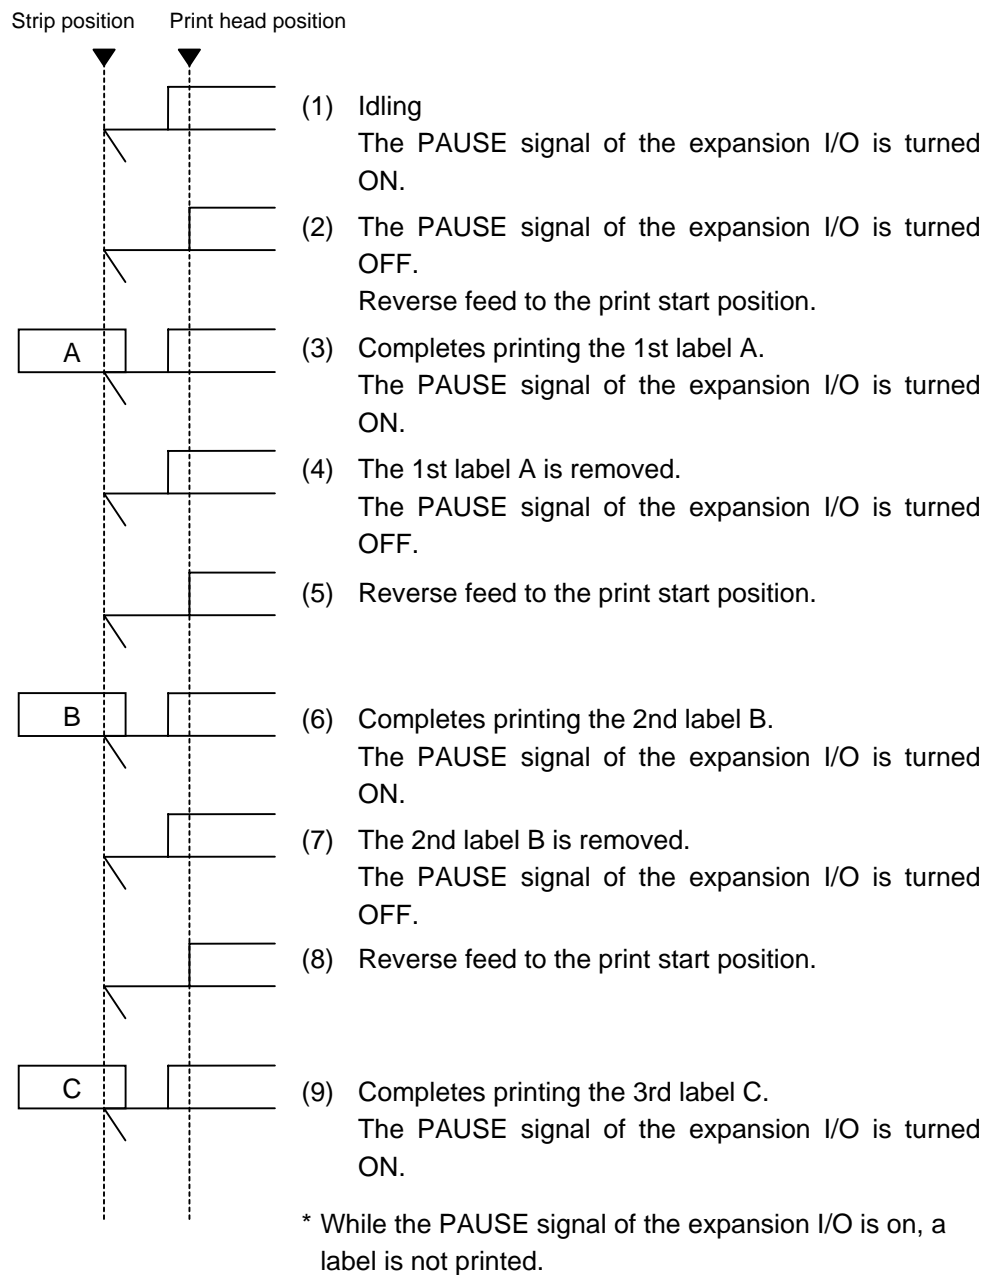 Strip position Print head position
(1) Idling
The PAUSE signal of the expansion I/O is turned
ON.
(2) The PAUSE signal of the expansion I/O is turned
OFF.
Reverse feed to the print start position.
A
(3) Completes printing the 1st label A.
The PAUSE signal of the expansion I/O is turned
ON.
(4) The 1st label A is removed.
The PAUSE signal of the expansion I/O is turned
OFF.
(5) Reverse feed to the print start position.
B
(6) Completes printing the 2nd label B.
The PAUSE signal of the expansion I/O is turned
ON.
(7) The 2nd label B is removed.
The PAUSE signal of the expansion I/O is turned
OFF.
(8) Reverse feed to the print start position.
C
(9) Completes printing the 3rd label C.
The PAUSE signal of the expansion I/O is turned
ON.
* While the PAUSE signal of the expansion I/O is on, a
label is not printed.